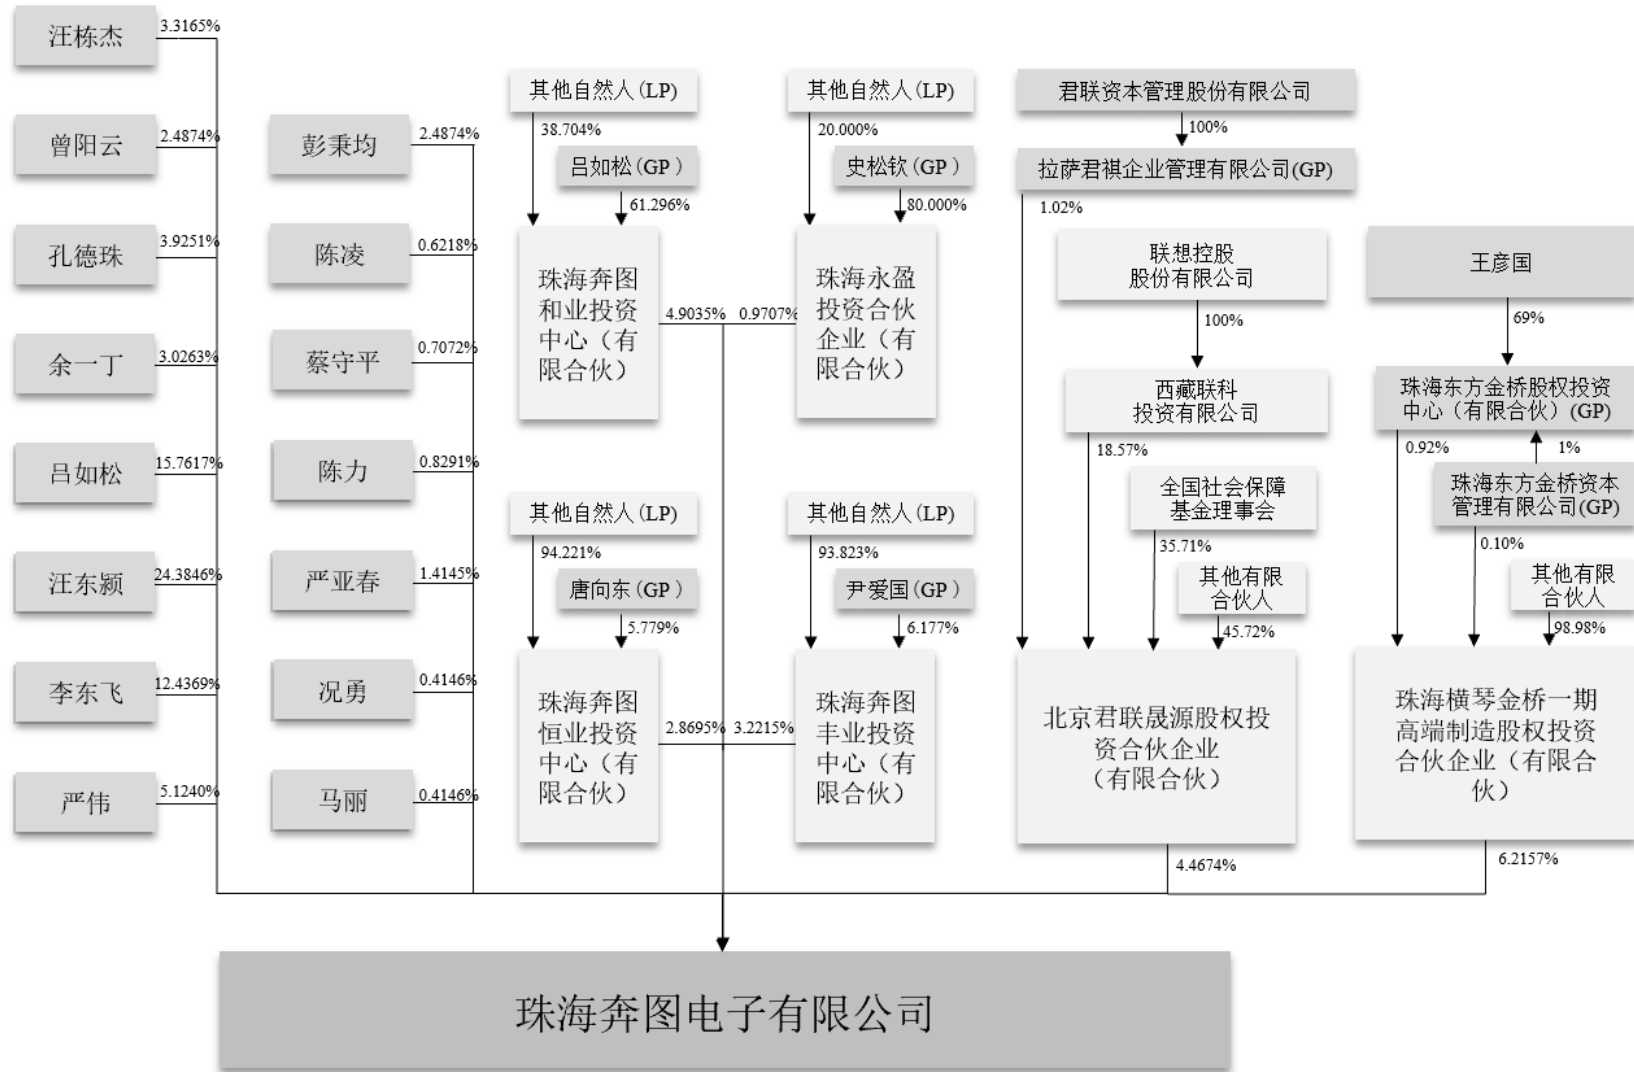 汪栋杰
3.3165%
曾阳云
2.4874%
孔德珠
3.9251%
余一丁
3.0263%
吕如松
15.7617%
汪东颖
24.3846%
李东飞
12.4369%
严伟
5.1240%
彭秉均
2.4874%
陈凌
0.6218%
蔡守平
0.7072%
陈力
0.8291%
严亚春
1.4145%
况勇
0.4146%
马丽
0.4146%
其他自然人(LP)
38.704%
吕如松(GP )
61.296%
珠海奔图
和业投资
中心（有
限合伙）
4.9035%
其他自然人(LP)
20.000%
史松钦(GP )
80.000%
珠海永盈
投资合伙
企业（有
限合伙）
0.9707%
其他自然人(LP)
94.221%
唐向东(GP )
5.779%
珠海奔图
恒业投资
中心（有
限合伙）
2.8695%
其他自然人(LP)
93.823%
尹爱国(GP )
6.177%
珠海奔图
丰业投资
中心（有
限合伙）
3.2215%
君联资本管理股份有限公司
100%
拉萨君祺企业管理有限公司(GP)
1.02%
联想控股
股份有限公司
100%
西藏联科
投资有限公司
18.57%
全国社会保障
基金理事会
35.71%
其他有限
合伙人
45.72%
北京君联晟源股权投
资合伙企业
（有限合伙）
4.4674%
王彦国
69%
珠海东方金桥股权投资
中心（有限合伙）(GP)
0.92%
1%
珠海东方金桥资本
管理有限公司(GP)
0.10%
其他有限
合伙人
98.98%
珠海横琴金桥一期
高端制造股权投资
合伙企业（有限合
伙）
6.2157%
珠海奔图电子有限公司